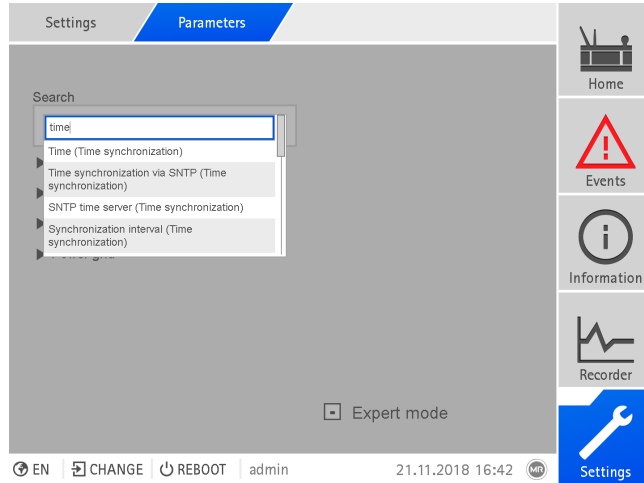 Settings
Parameters
Search
time
Time (Time synchronization)
Time synchronization via SNTP (Time
synchronization)
SNTP time server (Time synchronization)
Synchronization interval (Time
synchronization)
Power grid
Expert mode
Home
Events
Information
Recorder
Settings
EN
CHANGE
REBOOT
admin
21.11.2018 16:42
MR